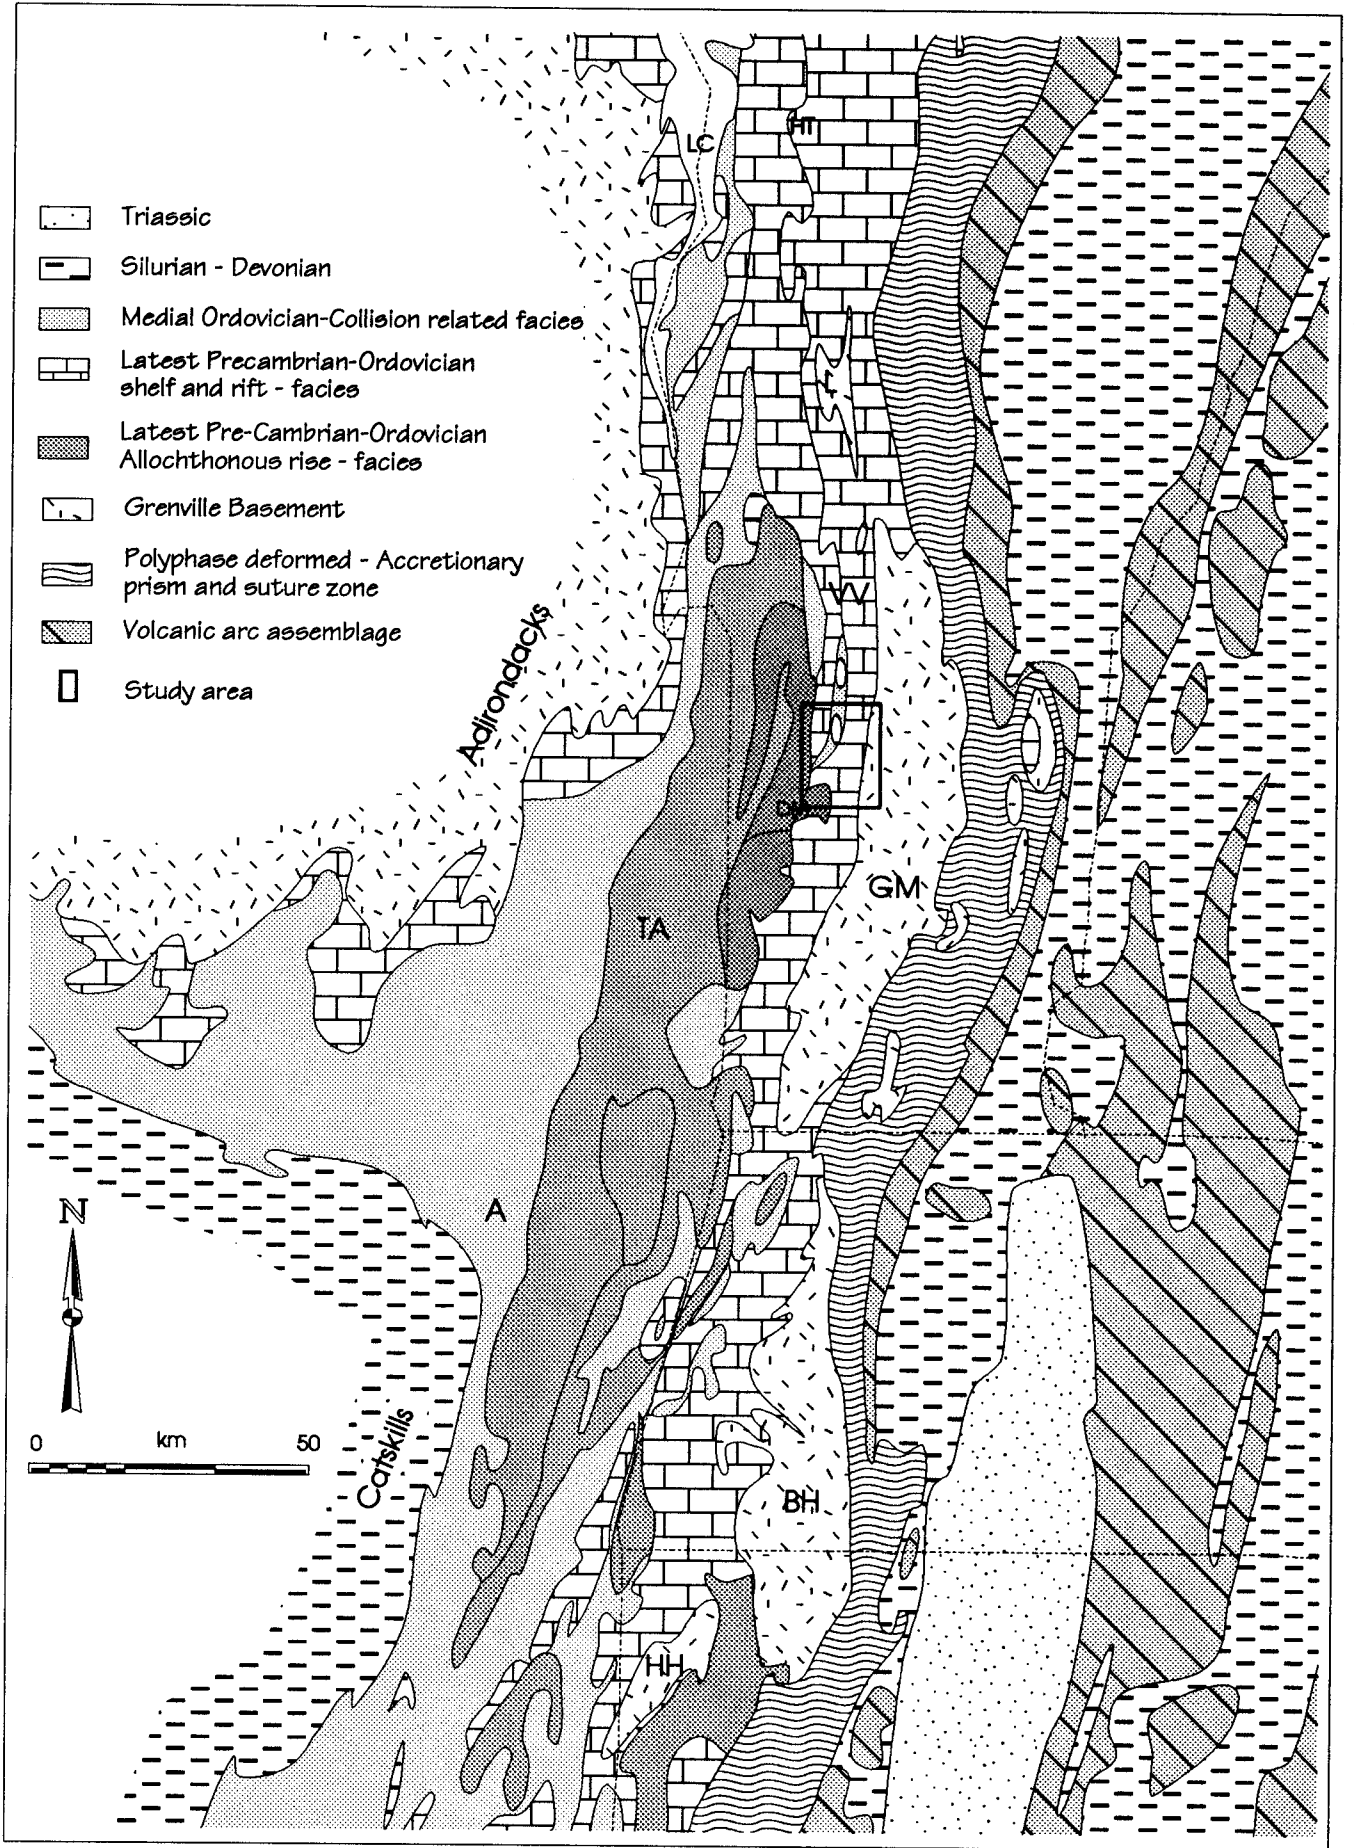 HT
LC
Triassic
Silurian - Devonian
Medial Ordovician-Collision related facies
Latest Precambrian-Ordovician
shelf and rift - facies
L
Latest Pre-Cambrian-Ordovician
Allochthonous rise - facies
Grenville Basement
Polyphase deformed - Accretionary
prism and suture zone
VV
Volcanic arc assemblage
Study area
Adirondacks
GM
TA
A
N
0 km 50
Catskills
BH
HH